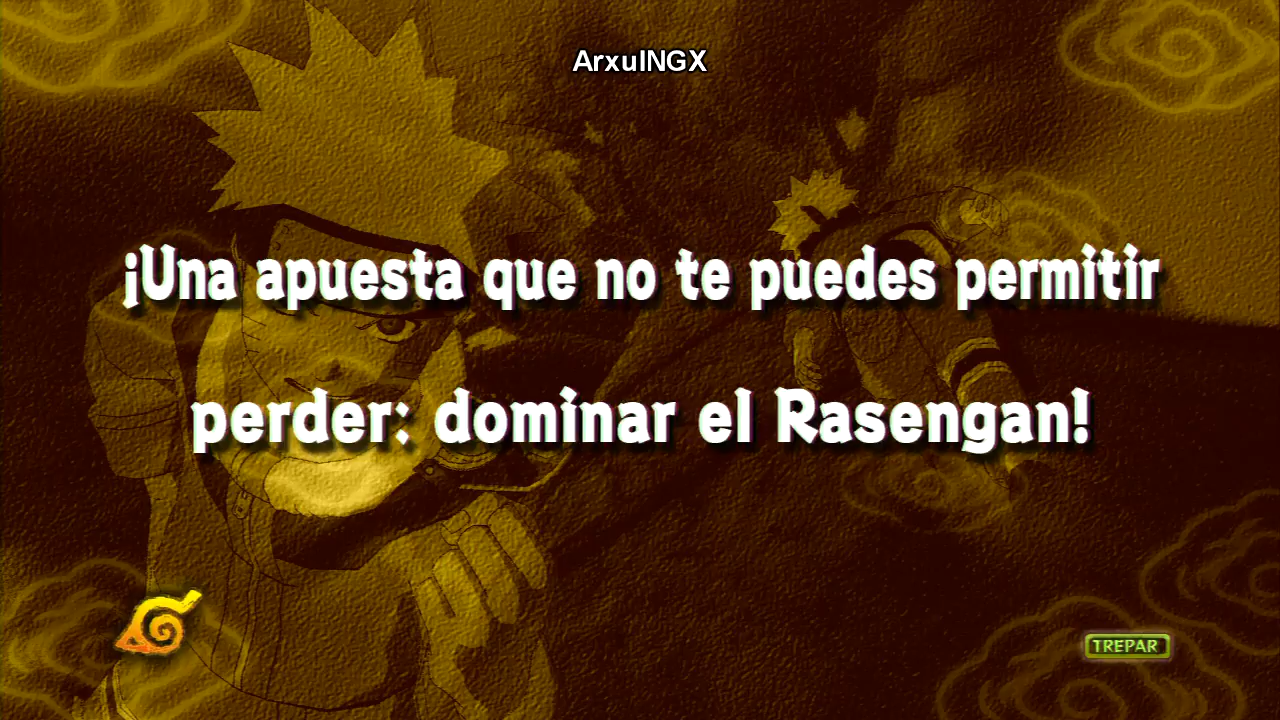 ArxuINGX
¡Una apuesta que no te puedes permitir
perder: dominar el Rasengan!
TREPAR